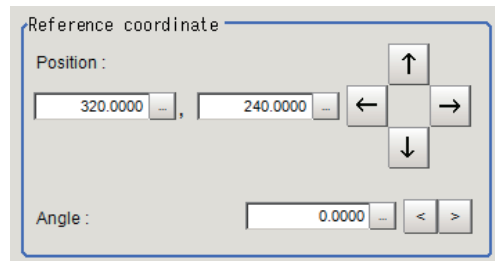 Reference coordinate
Position :
↑
320.0000 ... , 240.0000 ... ← →
↓
Angle : 0.0000 ... < >